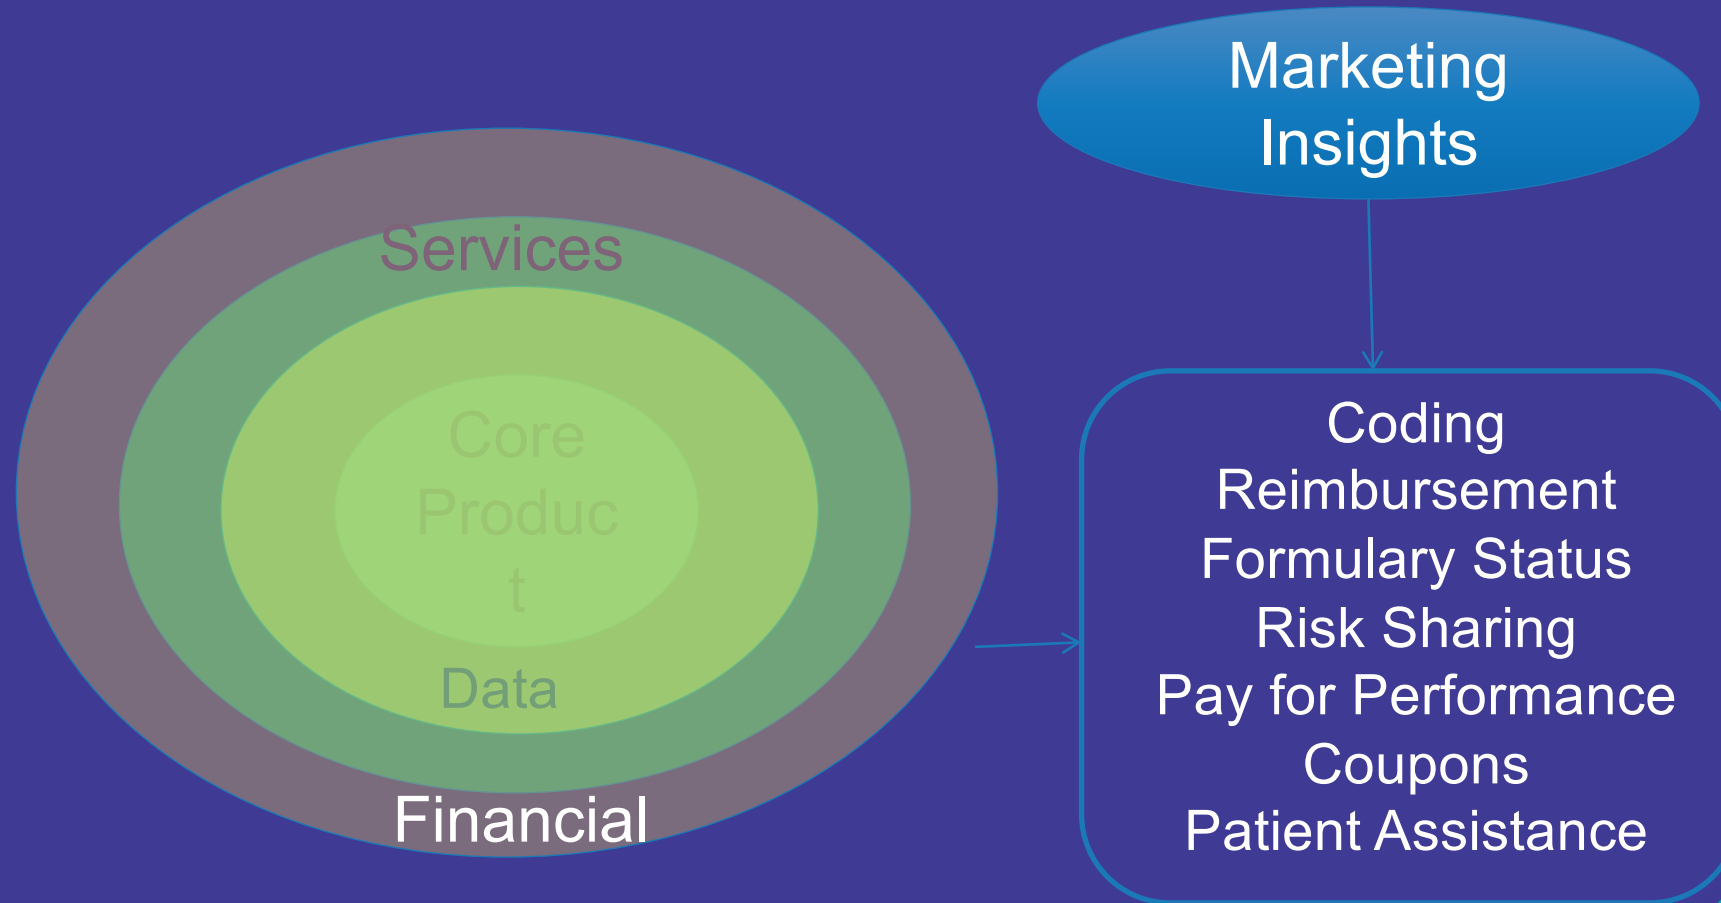 Marketing
Insights
Services
Core
Produc
t
Data
Financial
Coding
Reimbursement
Formulary Status
Risk Sharing
Pay for Performance
Coupons
Patient Assistance